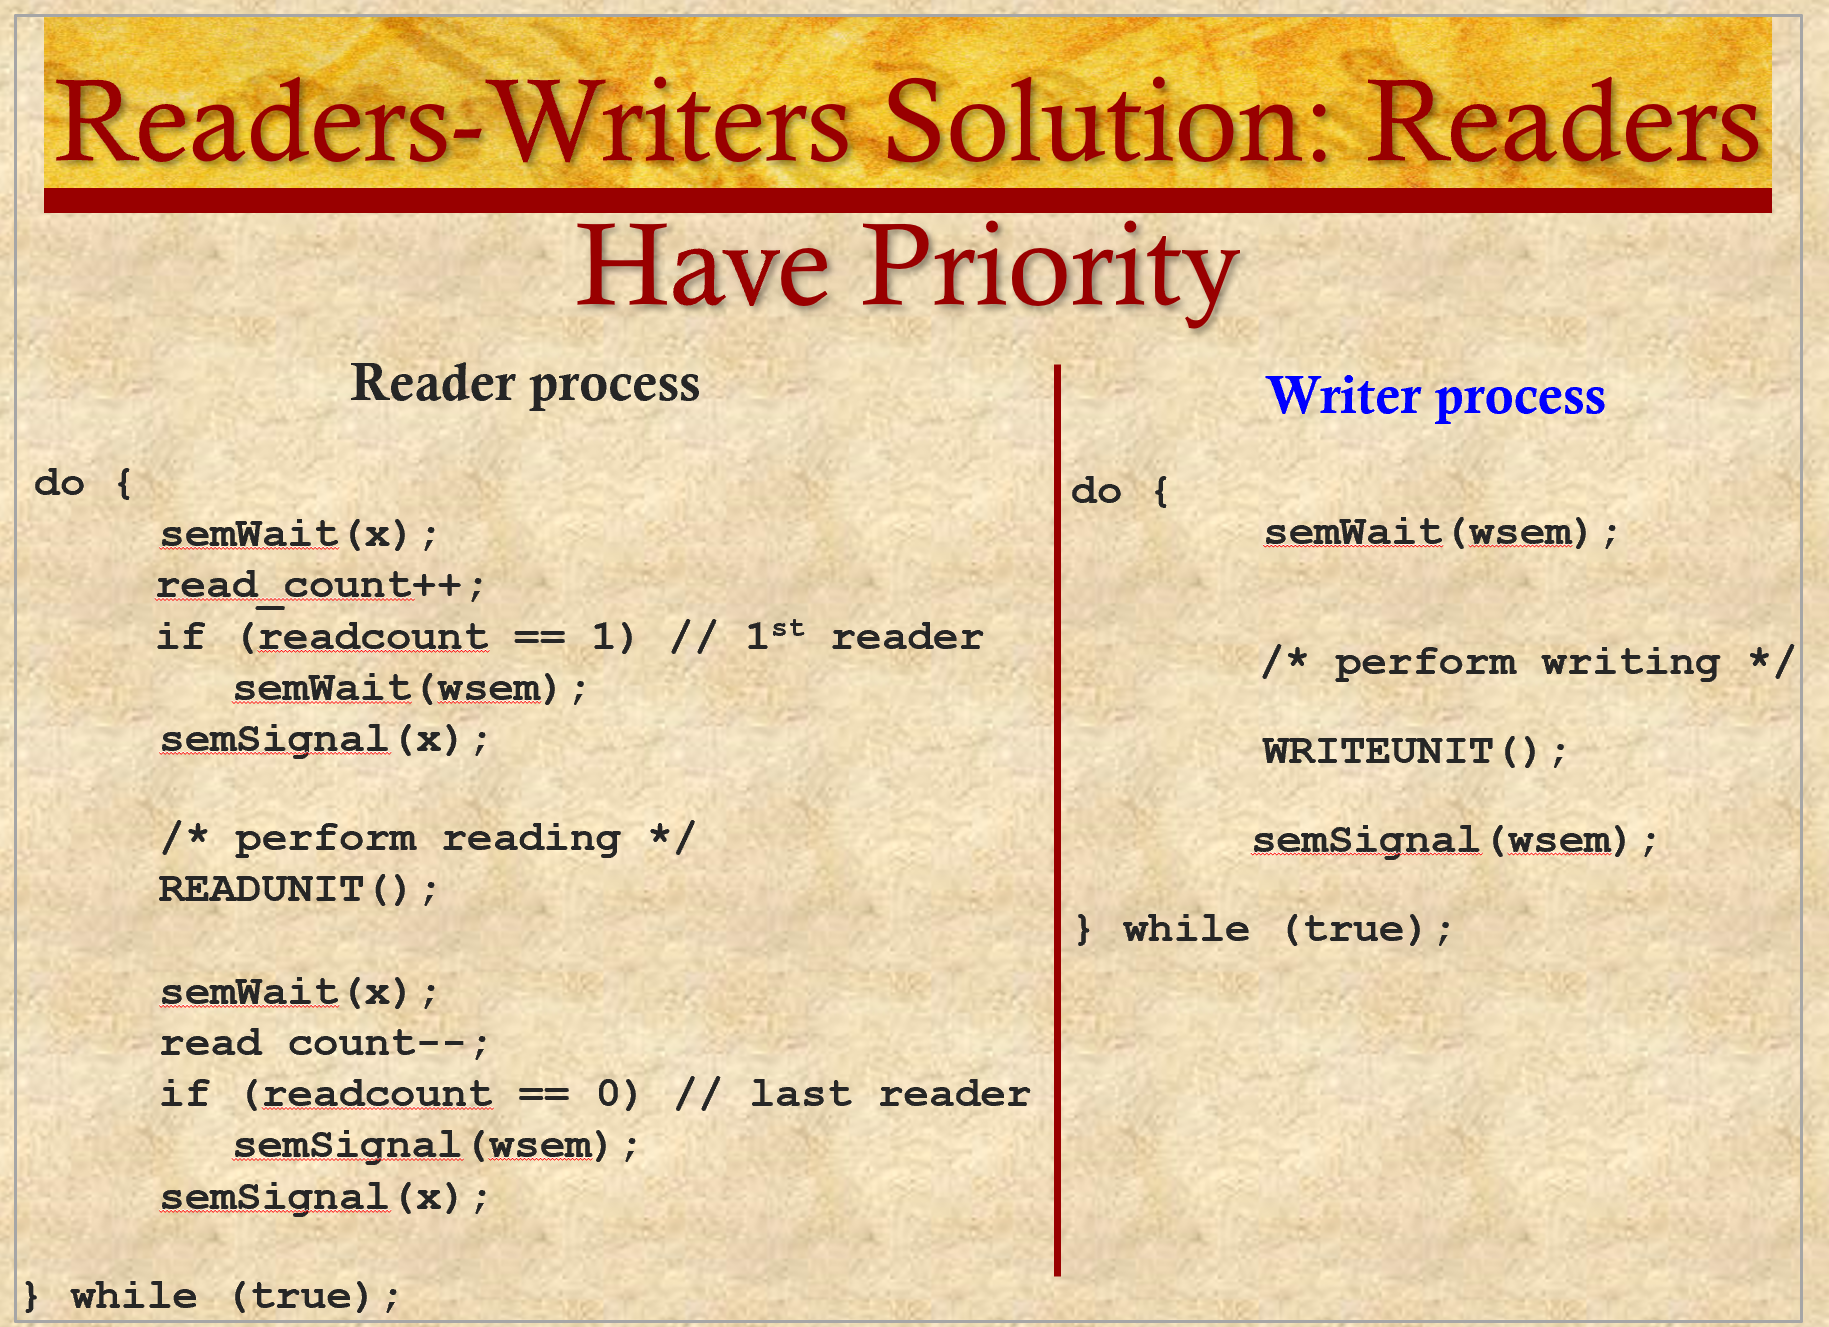 Readers-Writers Solution: Readers
Have Priority
Reader process
do {
semWait(x);
read_count++;
if (readcount == 1) // 1st reader
semWait(wsem);
semSignal(x);
/* perform reading */
READUNIT();
semWait(x);
read count--;
if (readcount == 0) // last reader
semSignal(wsem);
semSignal(x);
} while (true);
Writer process
do {
semWait(wsem);
/* perform writing */
WRITEUNIT();
semSignal(wsem);
} while (true);